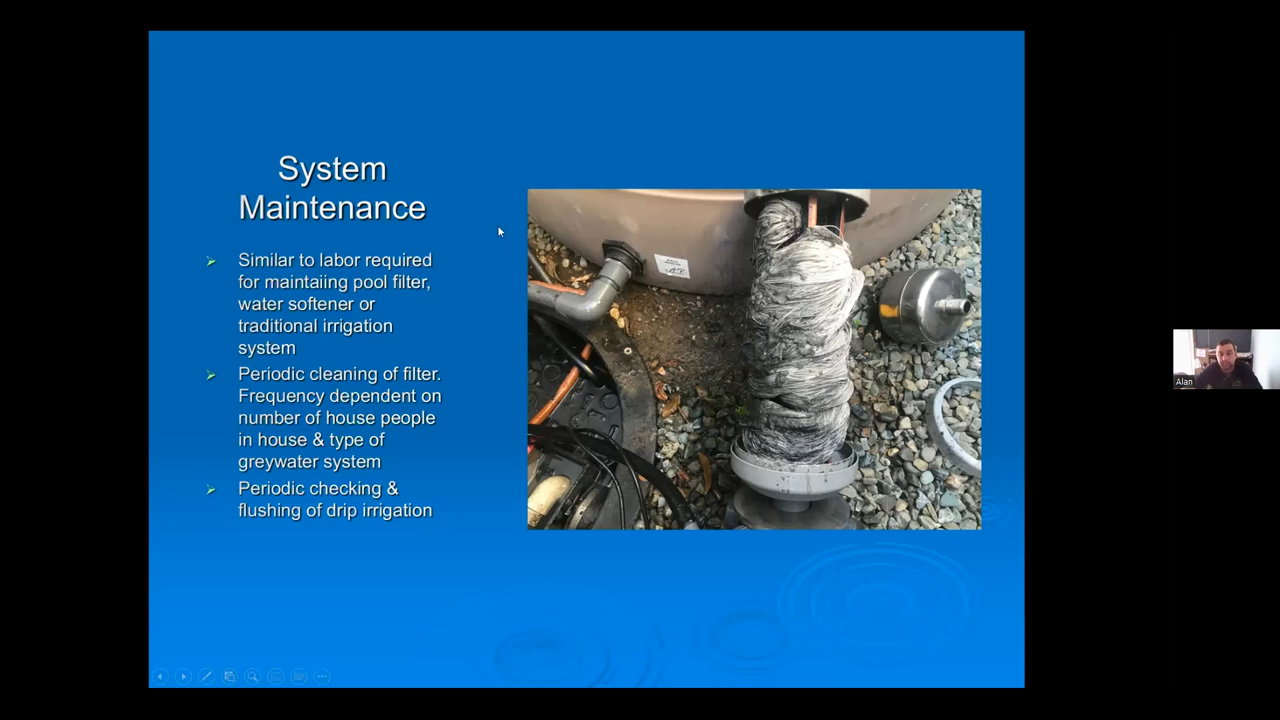 System
Maintenance
Similar to labor required
for maintaiing pool filter,
water softener or
traditional irrigation
system
Periodic cleaning of filter.
Frequency dependent on
number of house people
in house & type of
greywater system
Periodic checking &
flushing of drip irrigation
Alan